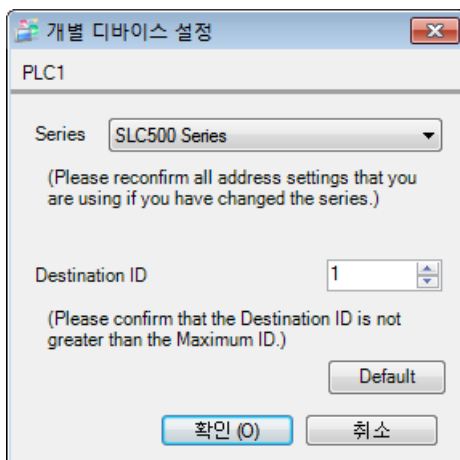 개별 디바이스 설정
PLC1
Series SLC500 Series
(Please reconfirm all address settings that you
are using if you have changed the series.)
Destination ID 1
(Please confirm that the Destination ID is not
greater than the Maximum ID.)
Default
확인 (O) 취소